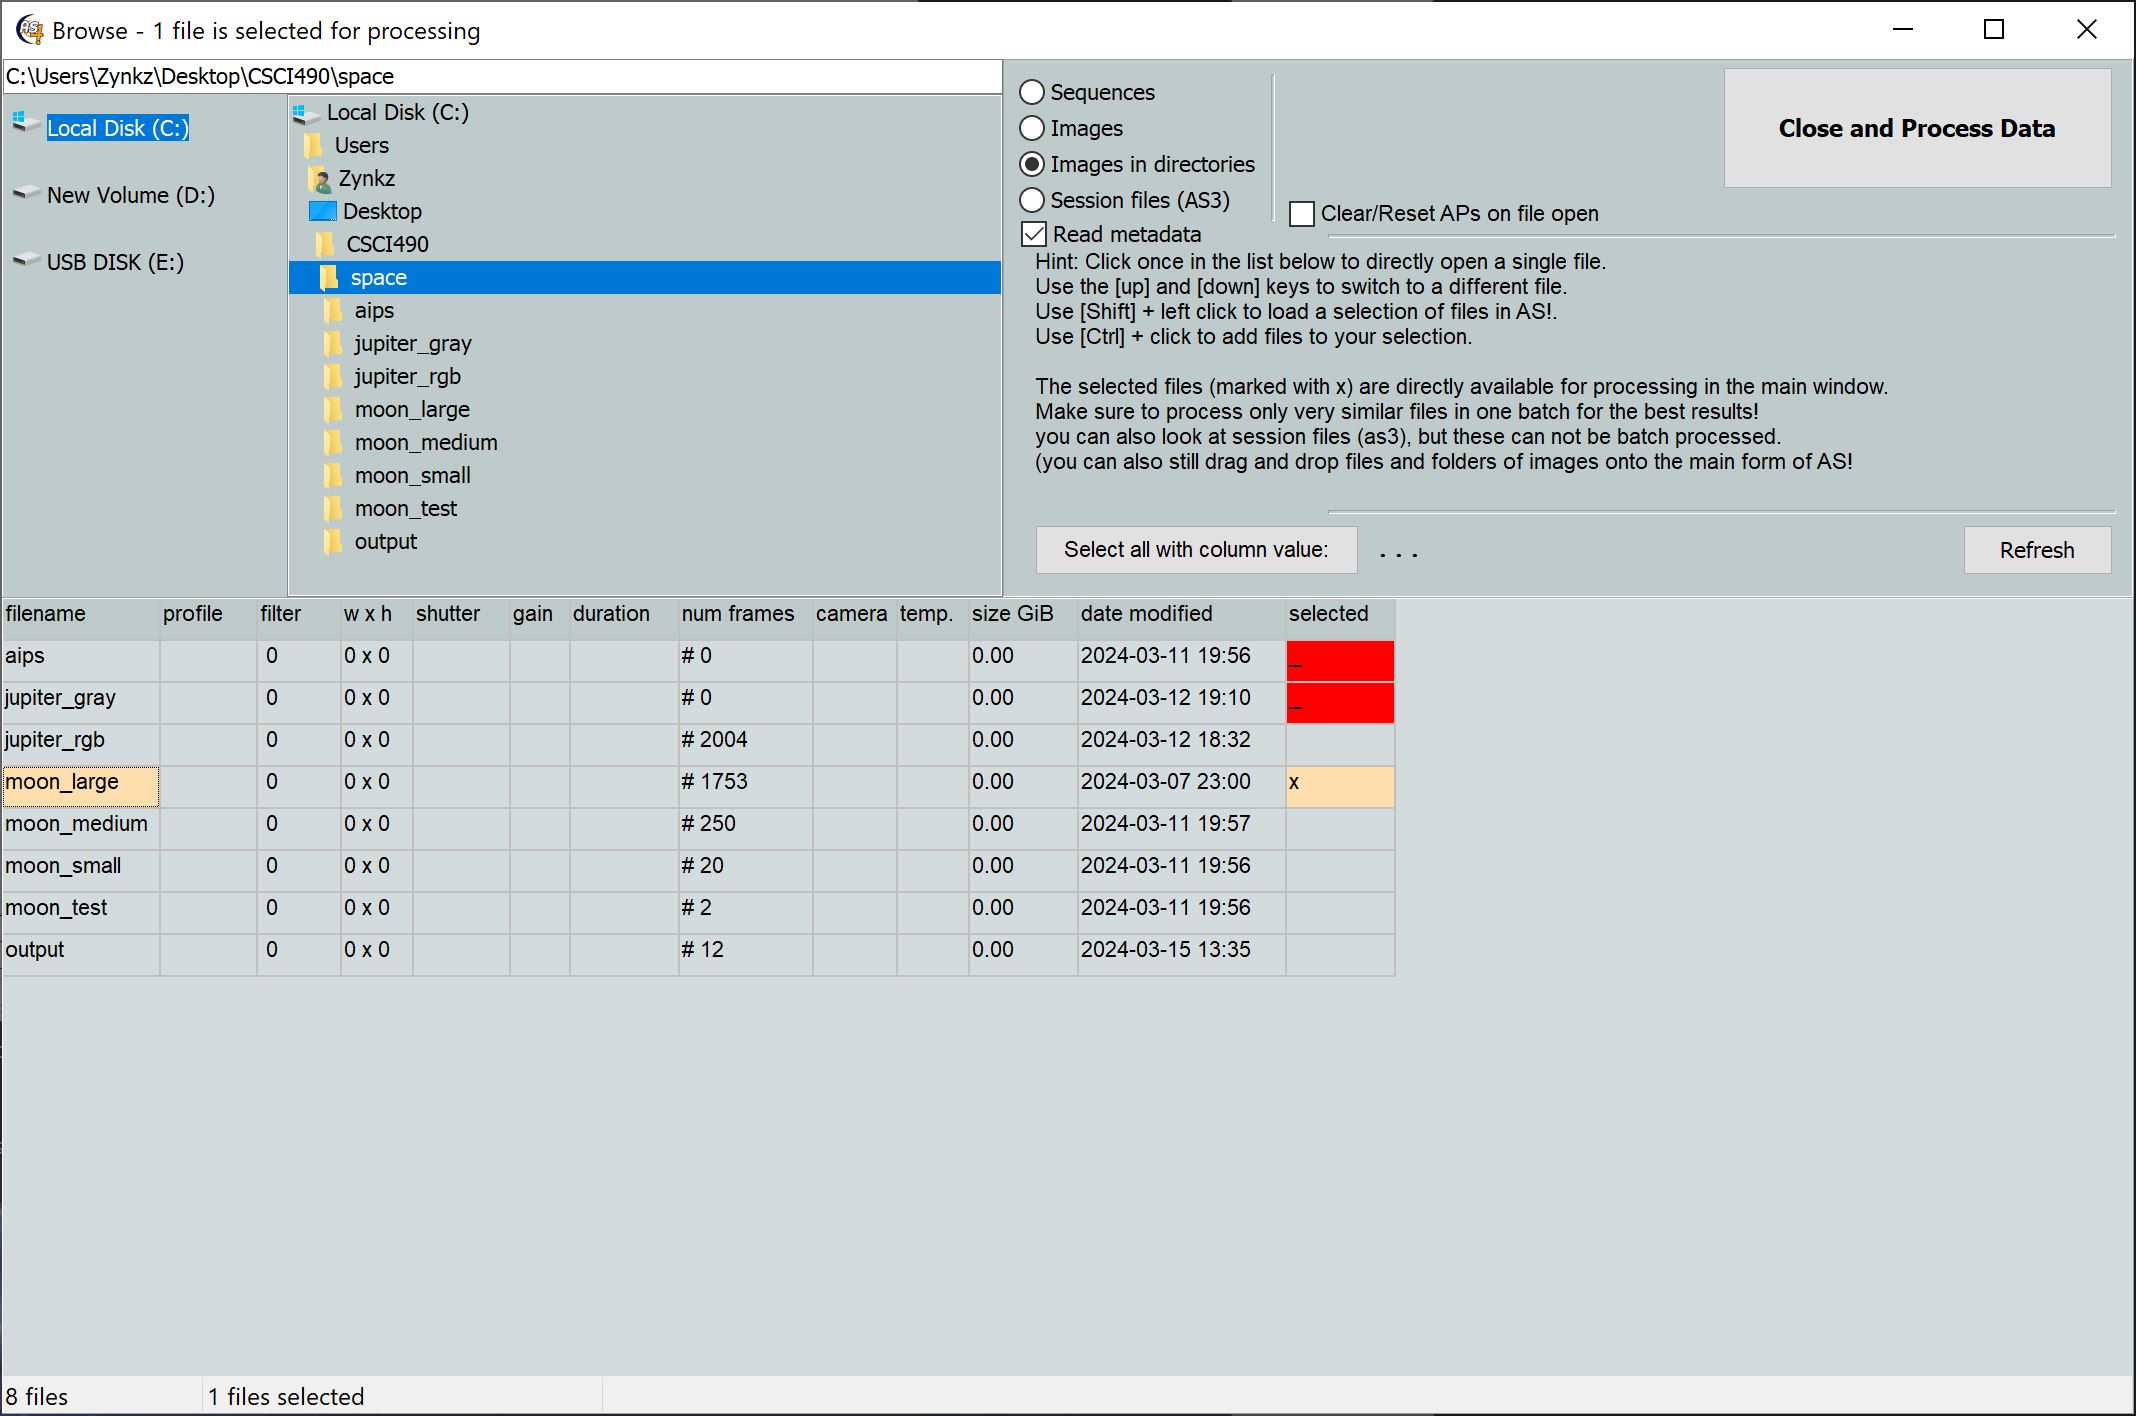 Browse - 1 file is selected for processing
C:\Users\Zynkz\Desktop\CSCI490\space
Local Disk (C:)
New Volume (D:)
USB DISK (E:)
Local Disk (C:)
Users
Zynkz
Desktop
CSCI490
space
aips
jupiter_gray
jupiter_rgb
moon_large
moon_medium
moon_small
moon_test
output
Sequences
Images
Images in directories
Session files (AS3)
Read metadata
Clear/Reset APs on file open
Close and Process Data
Hint: Click once in the list below to directly open a single file.
Use the [up] and [down] keys to switch to a different file.
Use [Shift] + left click to load a selection of files in AS!.
Use [Ctrl] + click to add files to your selection.
The selected files (marked with x) are directly available for processing in the main window.
Make sure to process only very similar files in one batch for the best results!
you can also look at session files (as3), but these can not be batch processed.
(you can also still drag and drop files and folders of images onto the main form of AS!
Select all with column value: . . .
Refresh
filename profile filter w x h shutter gain duration num frames camera temp. size GiB date modified selected
aips 0 0 x 0 # 0 0.00 2024-03-11 19:56 _
jupiter_gray 0 0 x 0 # 0 0.00 2024-03-12 19:10 _
jupiter_rgb 0 0 x 0 # 2004 0.00 2024-03-12 18:32
moon_large 0 0 x 0 # 1753 0.00 2024-03-07 23:00 x
moon_medium 0 0 x 0 # 250 0.00 2024-03-11 19:57
moon_small 0 0 x 0 # 20 0.00 2024-03-11 19:56
moon_test 0 0 x 0 # 2 0.00 2024-03-11 19:56
output 0 0 x 0 # 12 0.00 2024-03-15 13:35
8 files
1 files selected